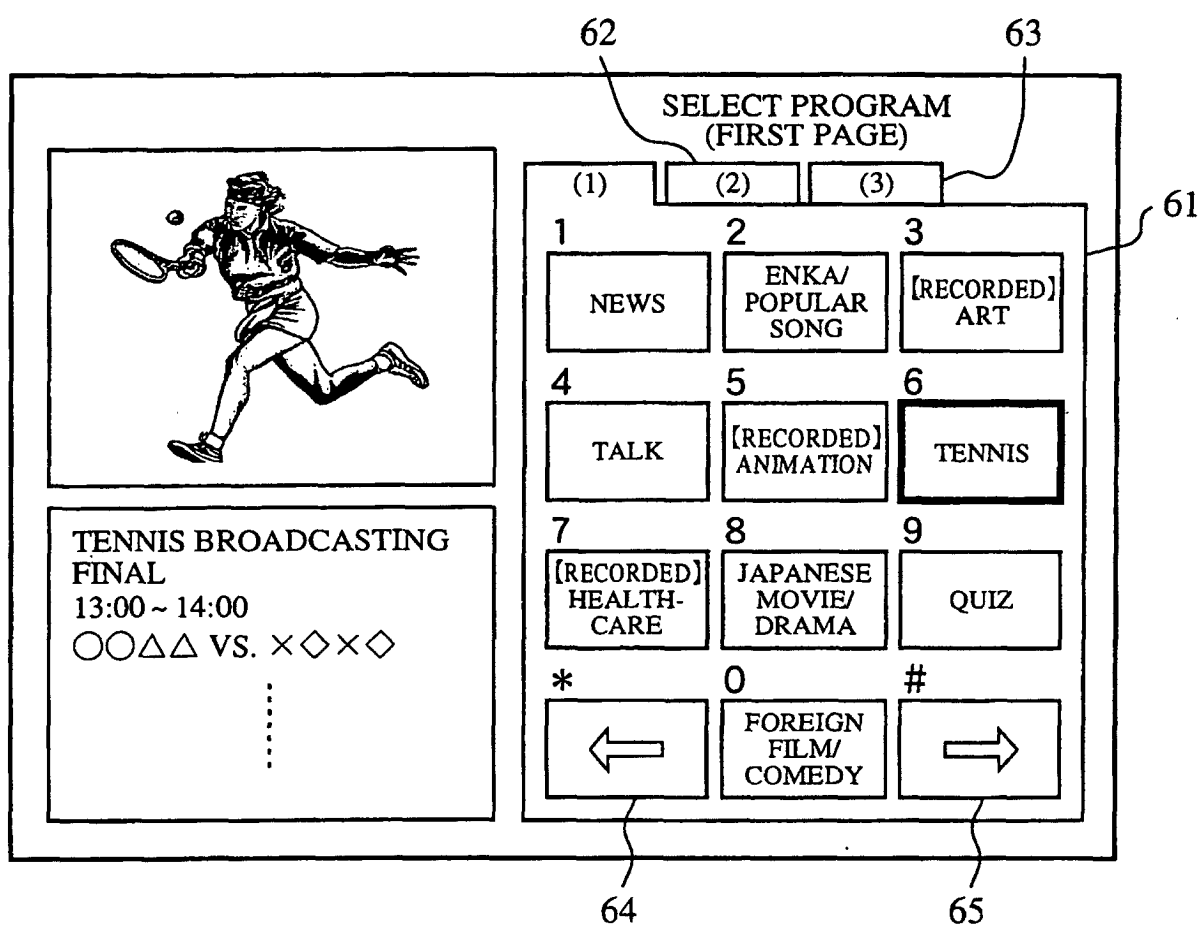 62
63
SELECT PROGRAM
(FIRST PAGE)
(1)
(2)
(3)
61
1
2
3
NEWS
ENKA/
POPULAR
SONG
【RECORDED】
ART
4
5
6
TALK
【RECORDED】
ANIMATION
TENNIS
TENNIS BROADCASTING
FINAL
13:00 ~ 14:00
○○△△ VS. ×◇×◇
7
8
9
【RECORDED】
HEALTH-
CARE
JAPANESE
MOVIE/
DRAMA
QUIZ
*
0
#
←
FOREIGN
FILM/
COMEDY
→
64
65